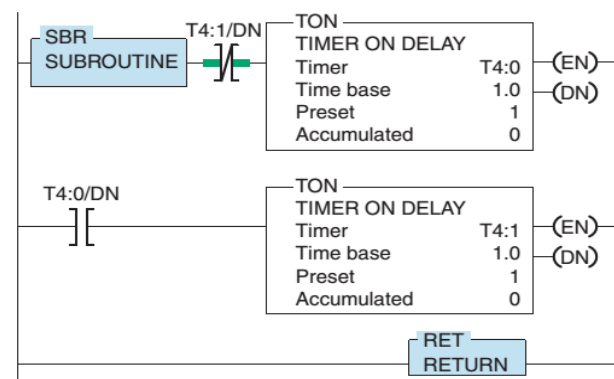 SBR
SUBROUTINE
T4:1/DN
TON
TIMER ON DELAY
Timer T4:0
Time base 1.0
Preset 1
Accumulated 0
(EN)
(DN)
T4:0/DN
TON
TIMER ON DELAY
Timer T4:1
Time base 1.0
Preset 1
Accumulated 0
(EN)
(DN)
RET
RETURN